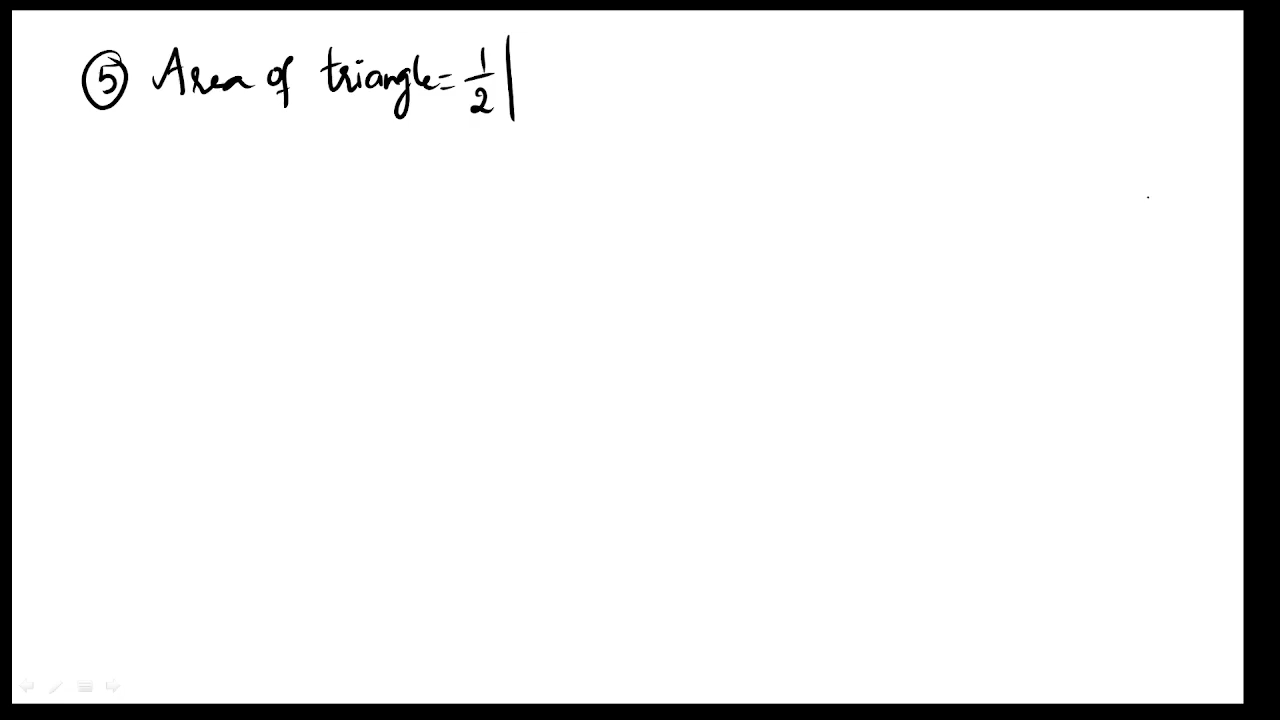 ⑤ Area of triangle = 1/2 |